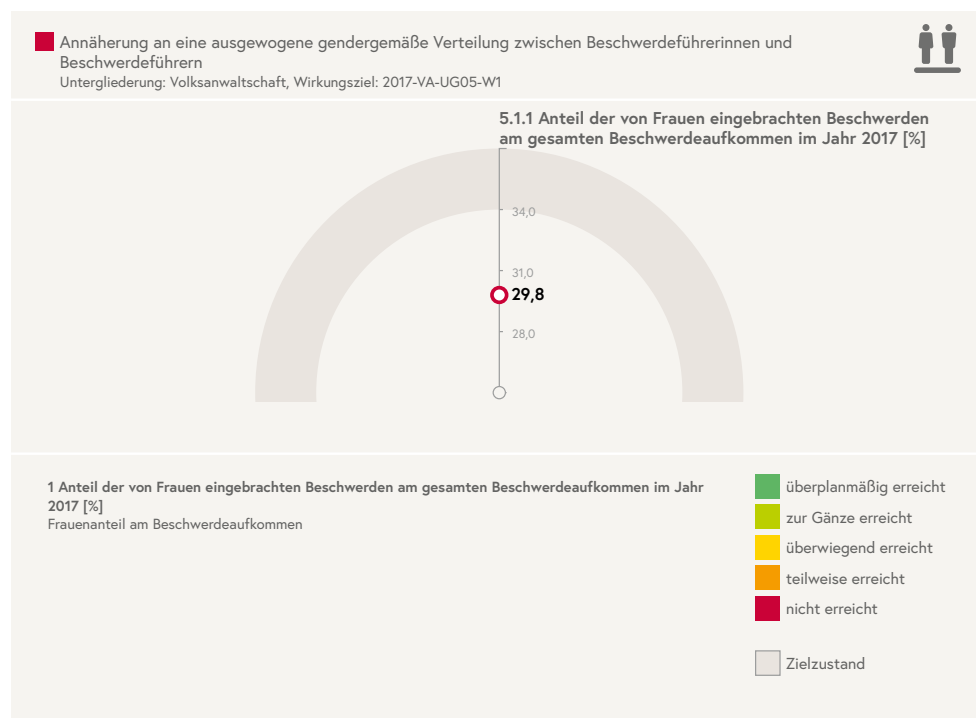 Annäherung an eine ausgewogene gendergemäße Verteilung zwischen Beschwerdeführerinnen und
Beschwerdeführern
Untergliederung: Volksanwaltschaft, Wirkungsziel: 2017-VA-UG05-W1
5.1.1 Anteil der von Frauen eingebrachten Beschwerden
am gesamten Beschwerdeaufkommen im Jahr 2017 [%]
34,0
31,0
29,8
28,0
1 Anteil der von Frauen eingebrachten Beschwerden am gesamten Beschwerdeaufkommen im Jahr
2017 [%]
Frauenanteil am Beschwerdeaufkommen
überplanmäßig erreicht
zur Gänze erreicht
überwiegend erreicht
teilweise erreicht
nicht erreicht
Zielzustand